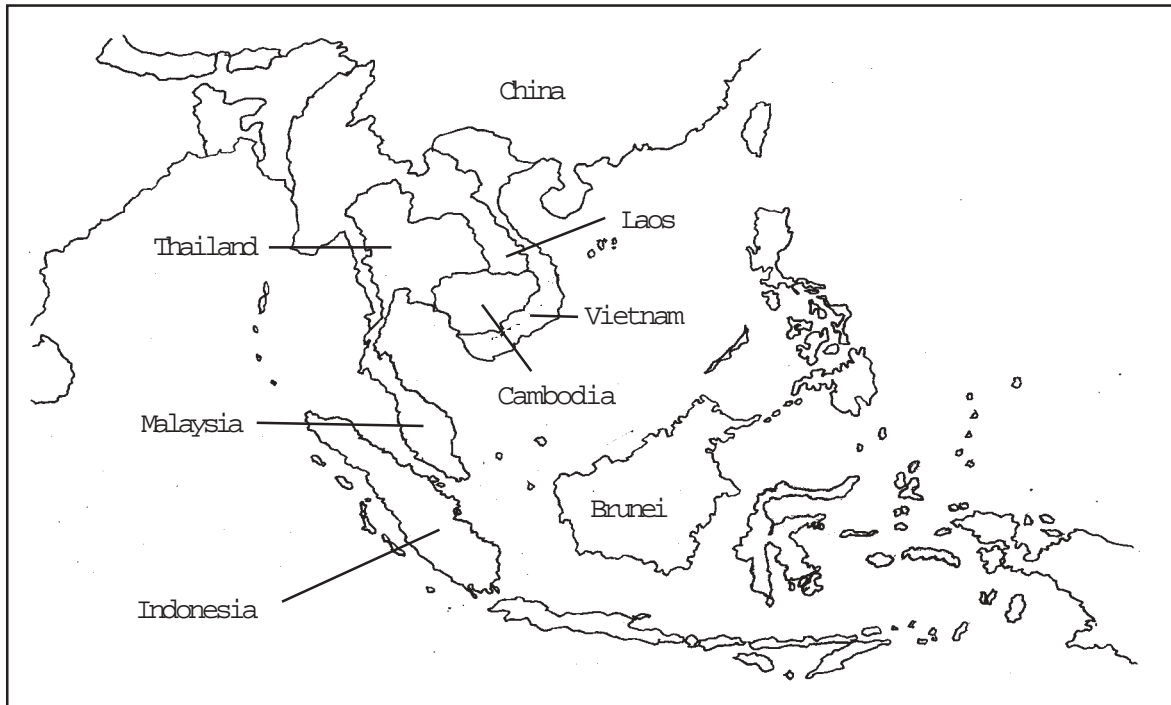 China
Laos
Thailand
Vietnam
Cambodia
Malaysia
Brunei
Indonesia